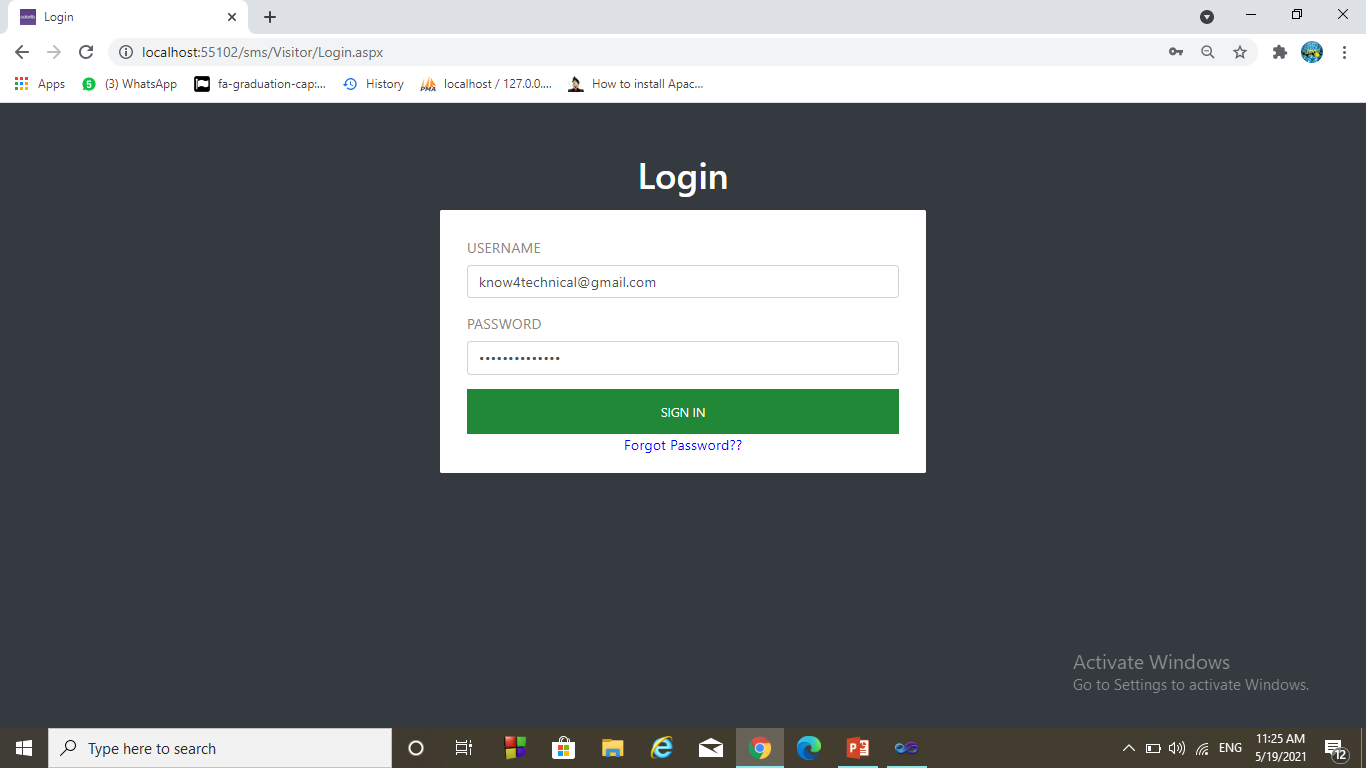 Login
localhost:55102/sms/Visitor/Login.aspx
Apps
5
(3) WhatsApp
fa-graduation-cap:...
History
PMA
localhost / 127.0.0....
How to install Apac...
Login
USERNAME
know4technical@gmail.com
PASSWORD
••••••••••••••
SIGN IN
Forgot Password??
Activate Windows
Go to Settings to activate Windows.
Type here to search
ENG
11:25 AM
5/19/2021
12